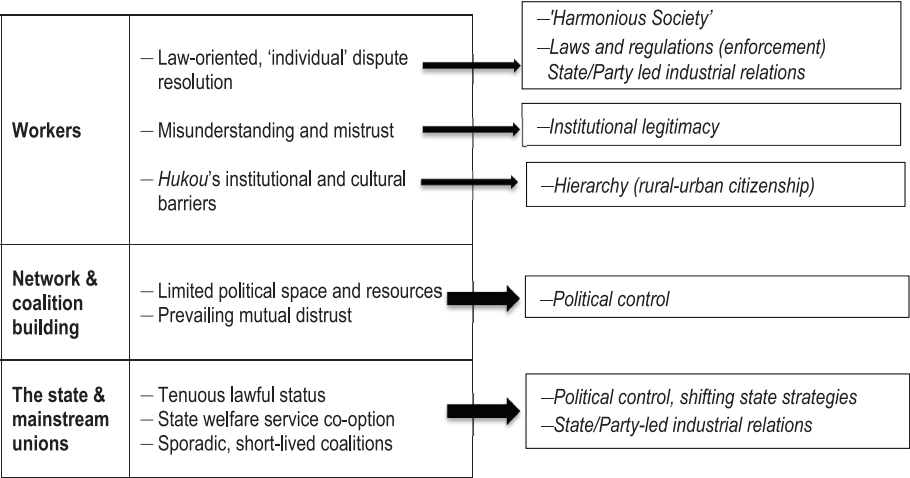 Workers
— Law-oriented, ‘individual’ dispute
resolution
— Misunderstanding and mistrust
— Hukou’s institutional and cultural
barriers
—'Harmonious Society’
—Laws and regulations (enforcement)
State/Party led industrial relations
—Institutional legitimacy
—Hierarchy (rural-urban citizenship)
Network &
coalition
building
— Limited political space and resources
— Prevailing mutual distrust
—Political control
The state &
mainstream
unions
— Tenuous lawful status
— State welfare service co-option
— Sporadic, short-lived coalitions
—Political control, shifting state strategies
—State/Party-led industrial relations